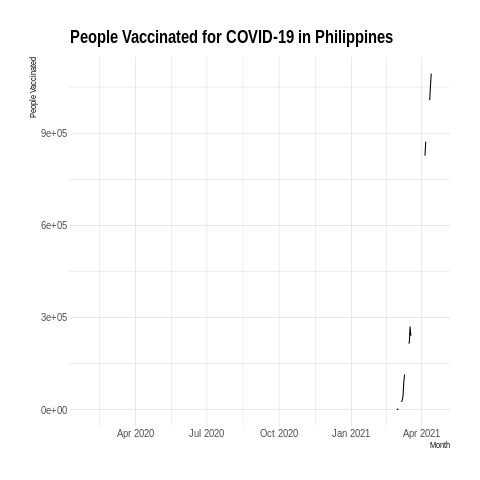 People Vaccinated for COVID-19 in Philippines
People Vaccinated
9e+05
6e+05
3e+05
0e+00
Apr 2020 Jul 2020 Oct 2020 Jan 2021 Apr 2021
Month